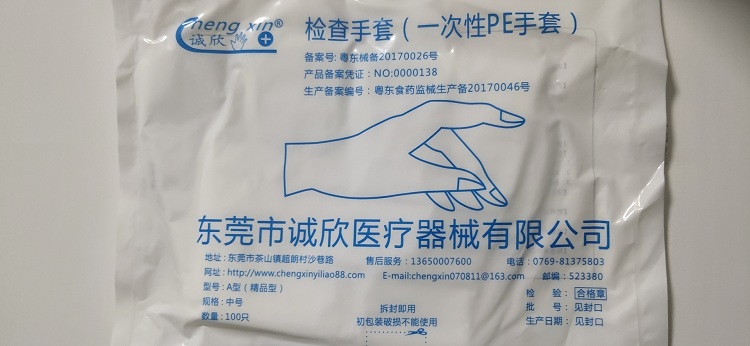 Cheng xin®
诚欣
检查手套（一次性PE手套）
备案号: 粤东械备20170026号
产品备案凭证：NO:0000138
生产备案编号：粤东食药监械生产备20170046号
东莞市诚欣医疗器械有限公司
地址: 东莞市茶山镇超朗村沙巷路 售后服务：13650007600 电话：0769-81375803
网址: http://www.chengxinyiliao88.com E-mail:chengxin070811@163.com 邮编：523380
型号: A型（精品型）
规格: 中号
数量: 100只
拆封即用
初包装破损不能使用
检 验: 合格章
批 号: 见封口
生产日期: 见封口